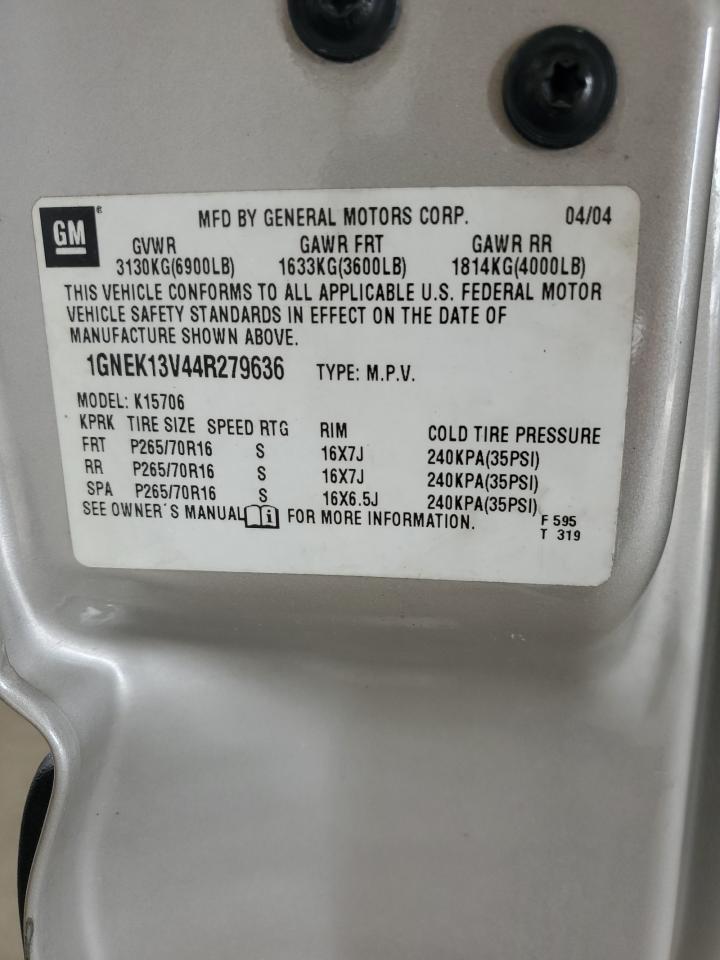 GM ® MFD BY GENERAL MOTORS CORP. 04/04
GVWR GAWR FRT GAWR RR
3130KG(6900LB) 1633KG(3600LB) 1814KG(4000LB)
THIS VEHICLE CONFORMS TO ALL APPLICABLE U.S. FEDERAL MOTOR
VEHICLE SAFETY STANDARDS IN EFFECT ON THE DATE OF
MANUFACTURE SHOWN ABOVE.
1GNEK13V44R279636 TYPE: M.P.V.
MODEL: K15706
KPRK TIRE SIZE SPEED RTG RIM COLD TIRE PRESSURE
FRT P265/70R16 S 16X7J 240KPA(35PSI)
RR P265/70R16 S 16X7J 240KPA(35PSI)
SPA P265/70R16 S 16X6.5J 240KPA(35PSI)
SEE OWNER'S MANUAL FOR MORE INFORMATION. F 595
T 319